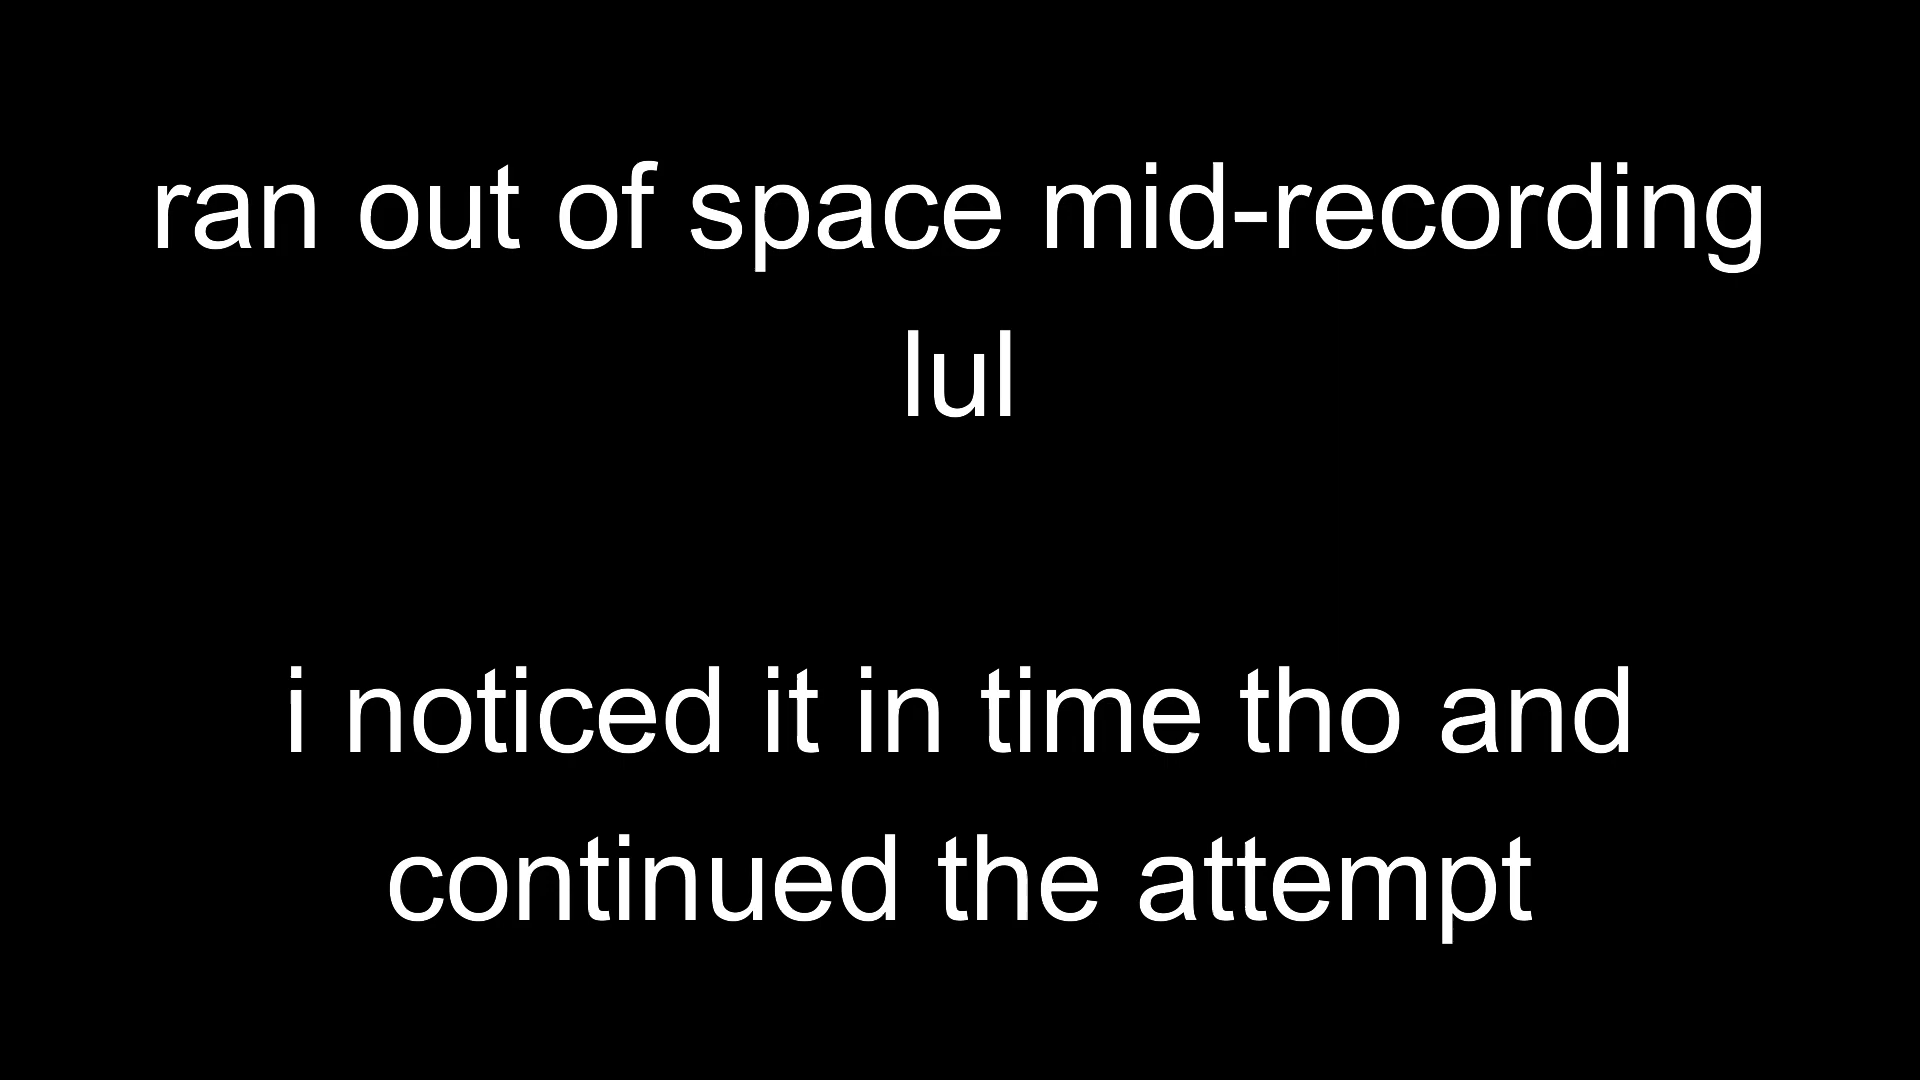 ran out of space mid-recording
lul
i noticed it in time tho and
continued the attempt